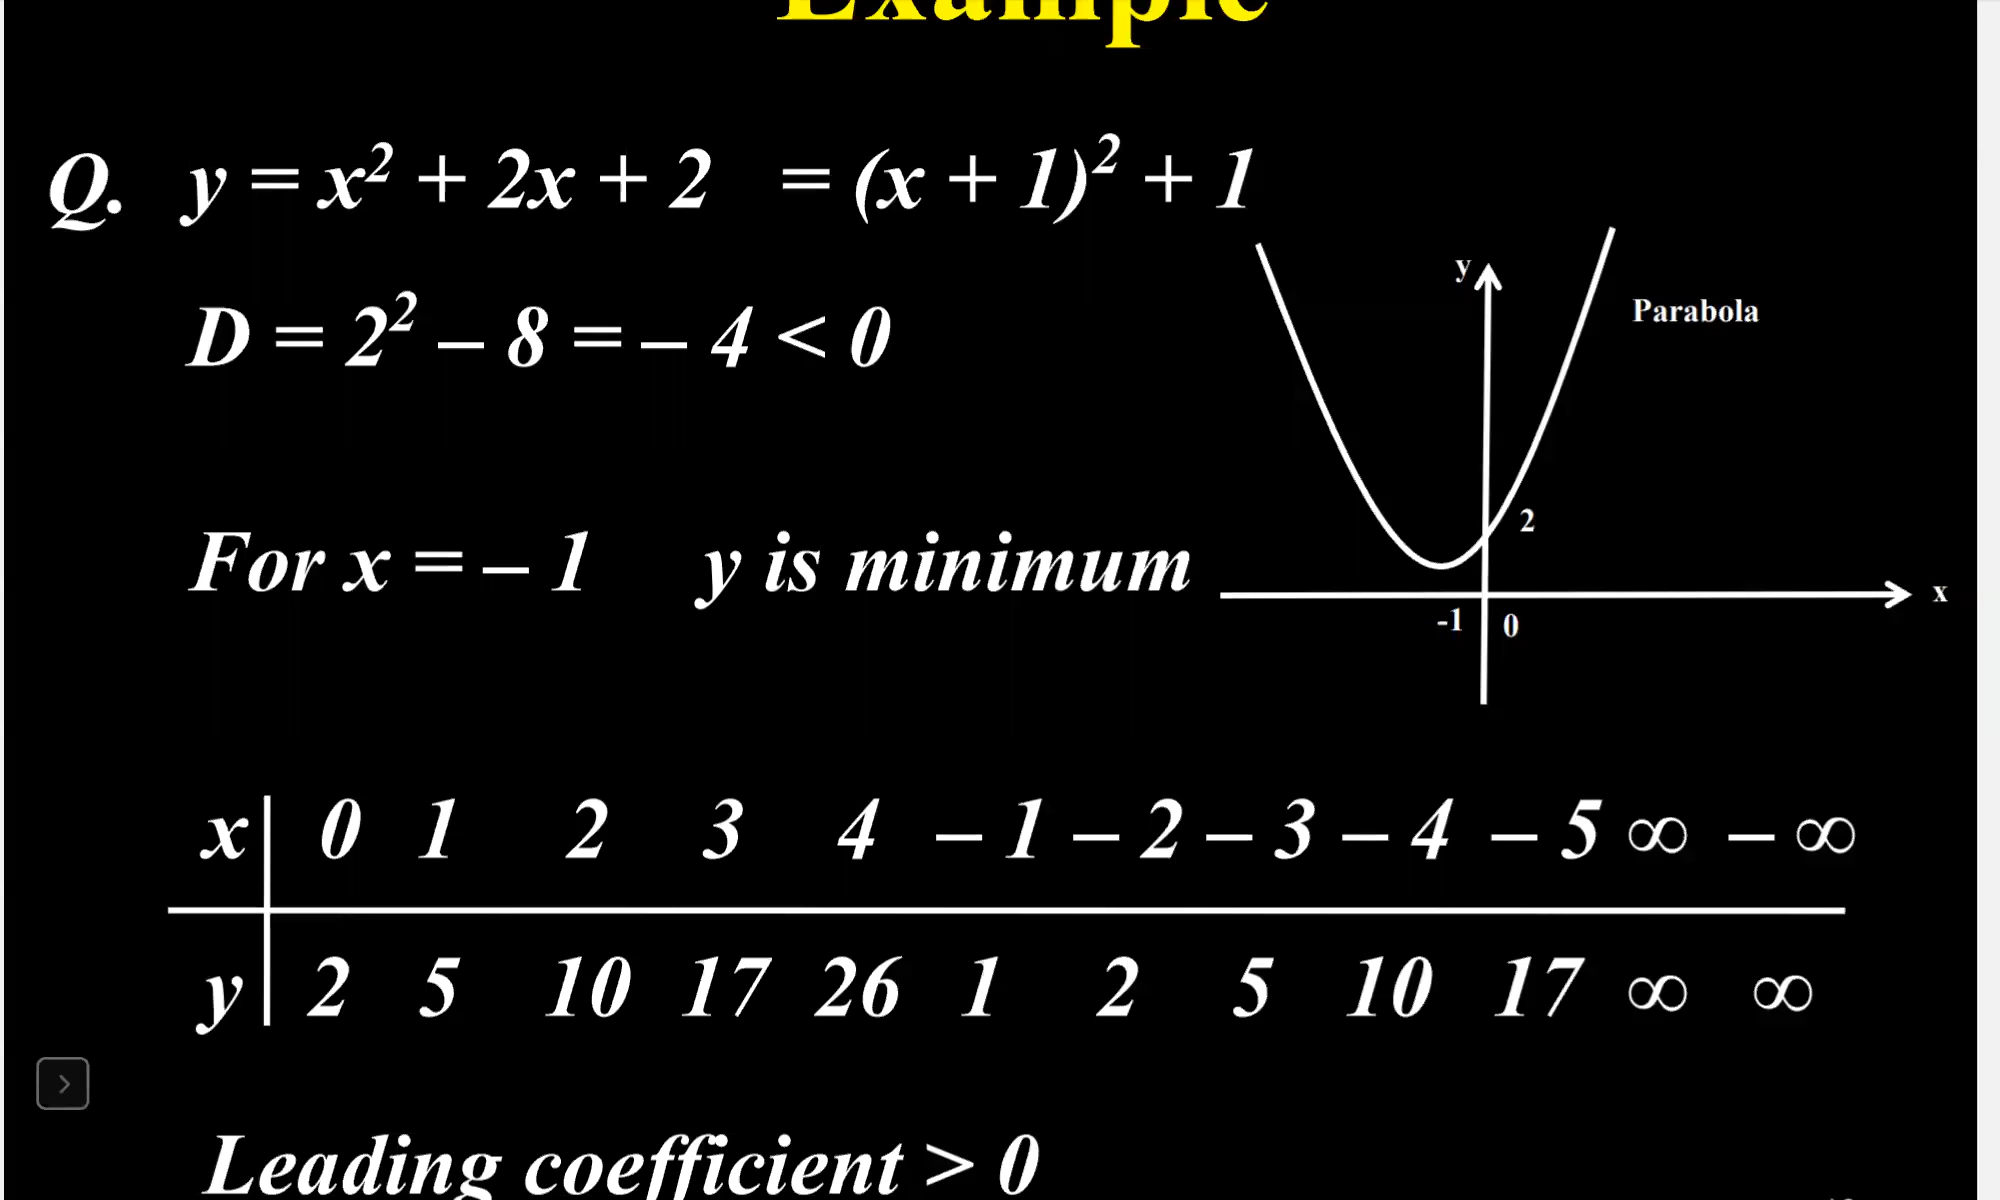 Example
Q. y = x² + 2x + 2 = (x + 1)² + 1
D = 2² – 8 = – 4 < 0
y
Parabola
For x = – 1 y is minimum
2
x
-1 0
x 0 1 2 3 4 – 1 – 2 – 3 – 4 – 5 ∞ – ∞
y 2 5 10 17 26 1 2 5 10 17 ∞ ∞
Leading coefficient > 0